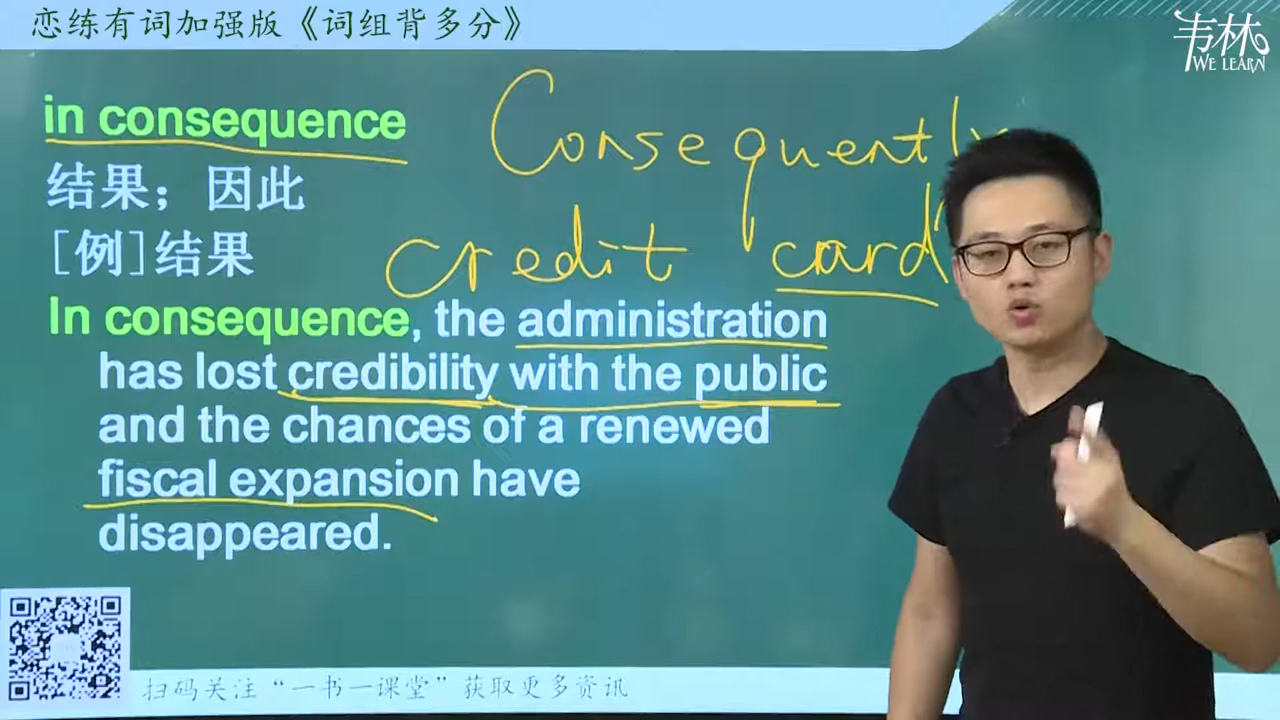 恋练有词加强版《词组背多分》
韦林
WE LEARN
in consequence
Consequently
结果；因此
[例]结果
credit card
In consequence, the administration
has lost credibility with the public
and the chances of a renewed
fiscal expansion have
disappeared.
扫码关注“一书一课堂”获取更多资讯